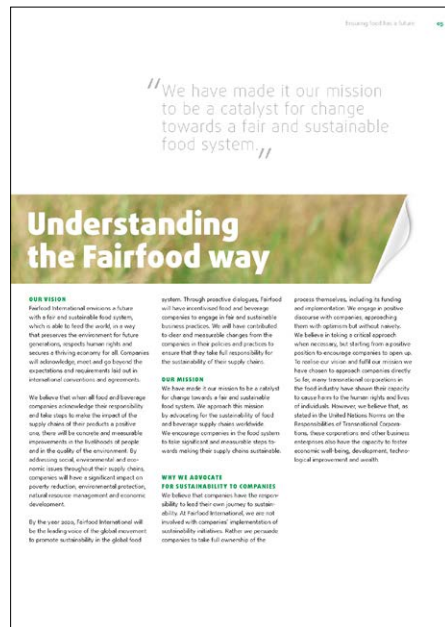 Ensuring food has a future 05
"We have made it our mission
to be a catalyst for change
towards a fair and sustainable
food system."
Understanding
the Fairfood way
OUR VISION
Fairfood International envisions a future
with a fair and sustainable food system,
which is able to feed the world, in a way
that preserves the environment for future
generations, respects human rights and
secures a thriving economy for all. Companies
will acknowledge, meet and go beyond the
expectations and requirements laid out in
international conventions and agreements.
We believe that when all food and beverage
companies acknowledge their responsibility
and take steps to make the impact of the
supply chains of their products a positive
one, there will be concrete and measurable
improvements in the livelihoods of people
and in the quality of the environment. By
addressing social, environmental and eco-
nomic issues throughout their supply chains,
companies will have a significant impact on
poverty reduction, environmental protection,
natural resource management and economic
development.
By the year 2020, Fairfood International will
be the leading voice of the global movement
to promote sustainability in the global food
system. Through proactive dialogues, Fairfood
will have incentivised food and beverage
companies to engage in fair and sustainable
business practices. We will have contributed
to clear and measurable changes from the
companies in their policies and practices to
ensure that they take full responsibility for
the sustainability of their supply chains.
OUR MISSION
We have made it our mission to be a catalyst
for change towards a fair and sustainable
food system. We approach this mission
by advocating for the sustainability of food
and beverage supply chains worldwide.
We encourage companies in the food system
to take significant and measurable steps to-
wards making their supply chains sustainable.
WHY WE ADVOCATE
FOR SUSTAINABILITY TO COMPANIES
We believe that companies have the respon-
sibility to lead their own journey to sustain-
ability. At Fairfood International, we are not
involved with companies' implementation of
sustainability initiatives. Rather we persuade
companies to take full ownership of the
process themselves, including its funding
and implementation. We engage in positive
discourse with companies, approaching
them with optimism but without naivety.
We believe in taking a critical approach
when necessary, but starting from a positive
position to encourage companies to open up.
To realise our vision and fulfil our mission we
have chosen to approach companies directly.
So far, many transnational corporations in
the food industry have shown their capacity
to cause harm to the human rights and lives
of individuals. However, we believe that, as
stated in the United Nations Norms on the
Responsibilities of Transnational Corpora-
tions, these corporations and other business
enterprises also have the capacity to foster
economic well-being, development, techno-
logical improvement and wealth